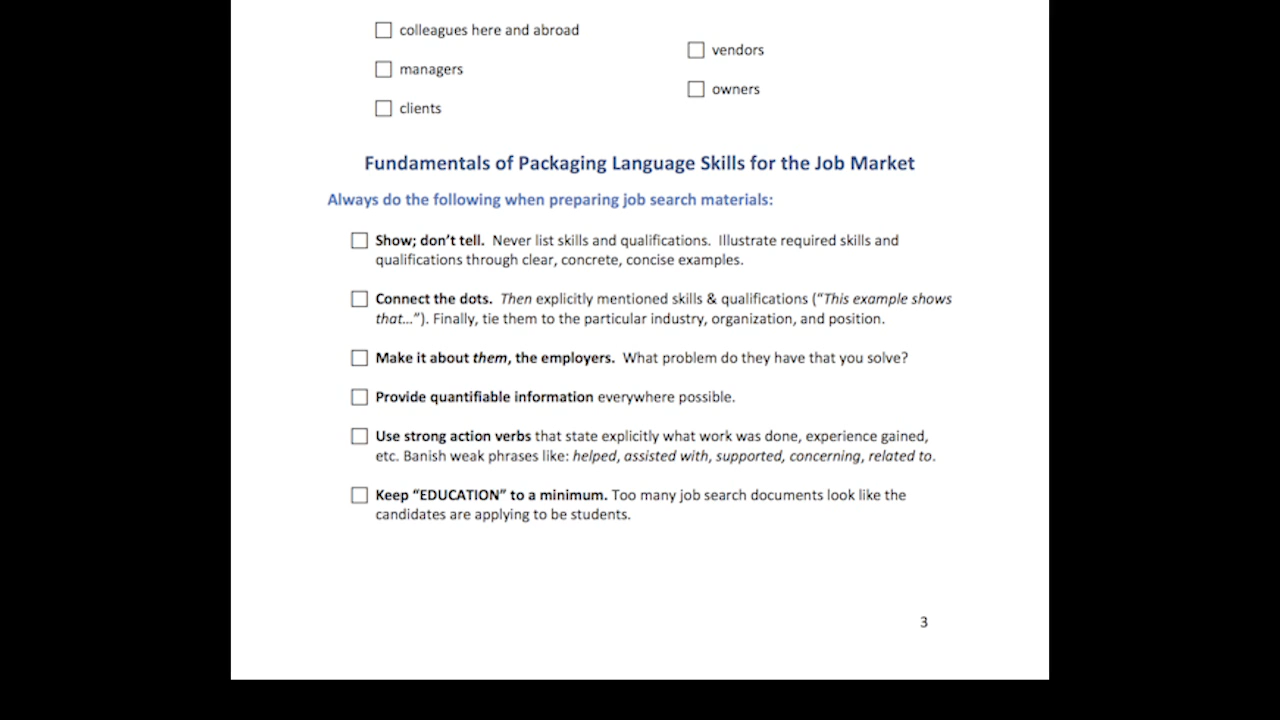 colleagues here and abroad
managers
clients
vendors
owners
Fundamentals of Packaging Language Skills for the Job Market
Always do the following when preparing job search materials:
Show; don’t tell.  Never list skills and qualifications.  Illustrate required skills and
qualifications through clear, concrete, concise examples.
Connect the dots.  Then explicitly mentioned skills & qualifications (“This example shows
that…”). Finally, tie them to the particular industry, organization, and position.
Make it about them, the employers.  What problem do they have that you solve?
Provide quantifiable information everywhere possible.
Use strong action verbs that state explicitly what work was done, experience gained,
etc. Banish weak phrases like: helped, assisted with, supported, concerning, related to.
Keep “EDUCATION” to a minimum. Too many job search documents look like the
candidates are applying to be students.
3